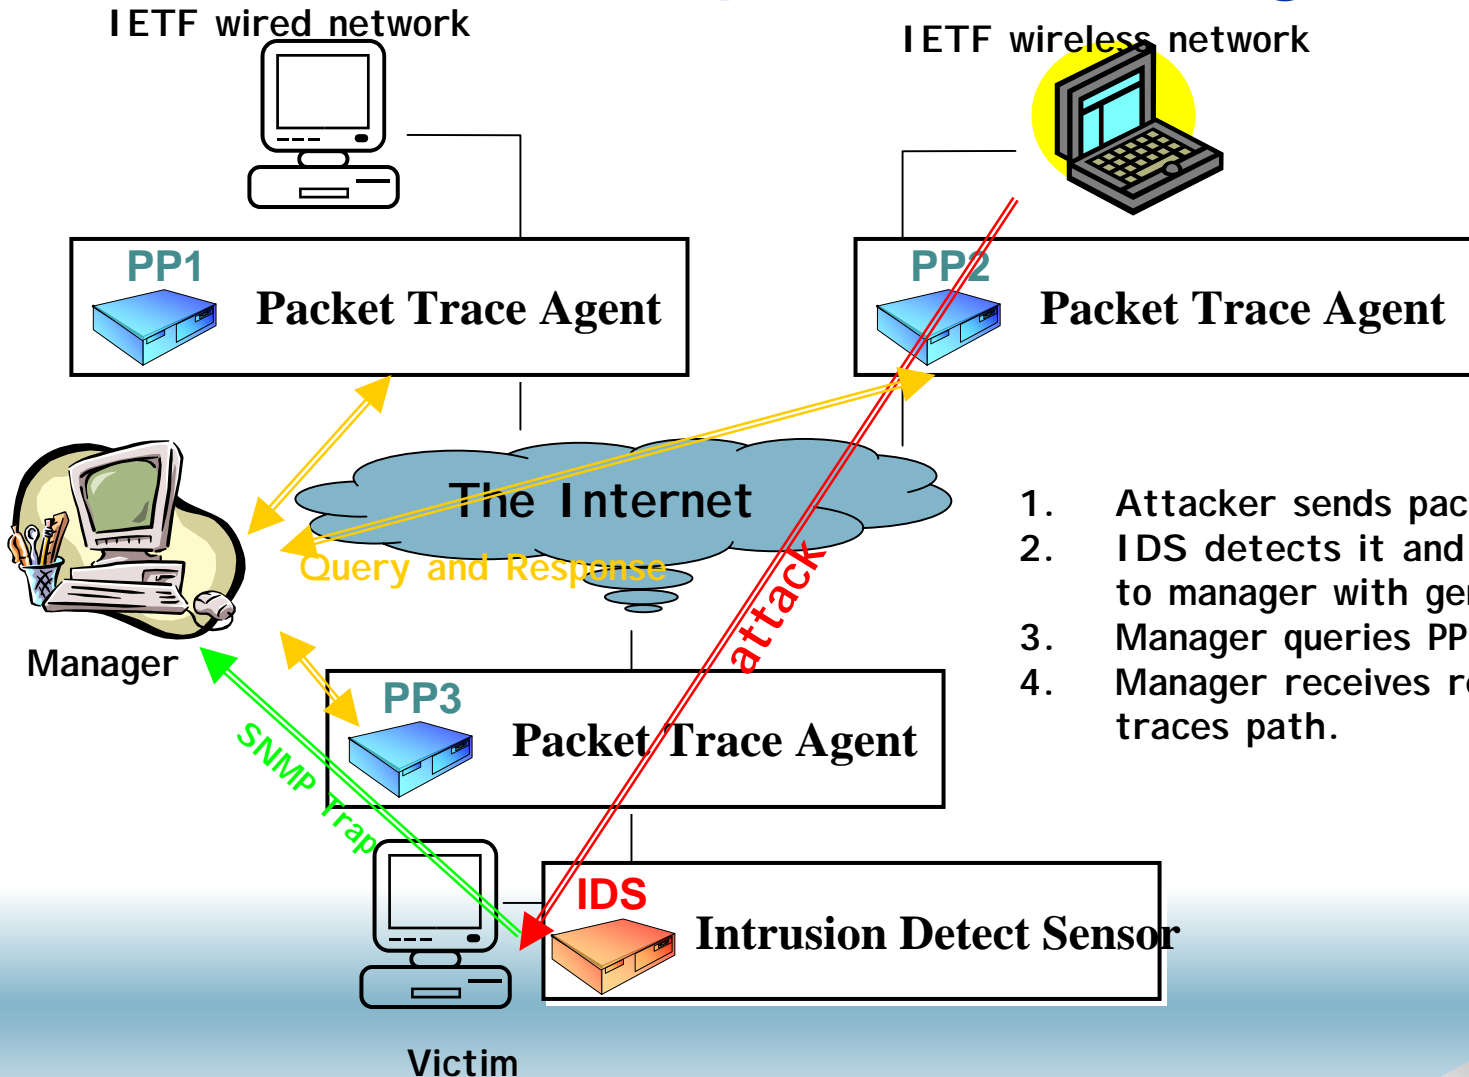 IETF wired network
IETF wireless network
PP1
Packet Trace Agent
PP2
Packet Trace Agent
The Internet
Query and Response
attack
Manager
SNMP Trap
PP3
Packet Trace Agent
IDS
Intrusion Detect Sensor
Victim
1. Attacker sends pac
2. IDS detects it and
to manager with ge
3. Manager queries PP
4. Manager receives r
traces path.